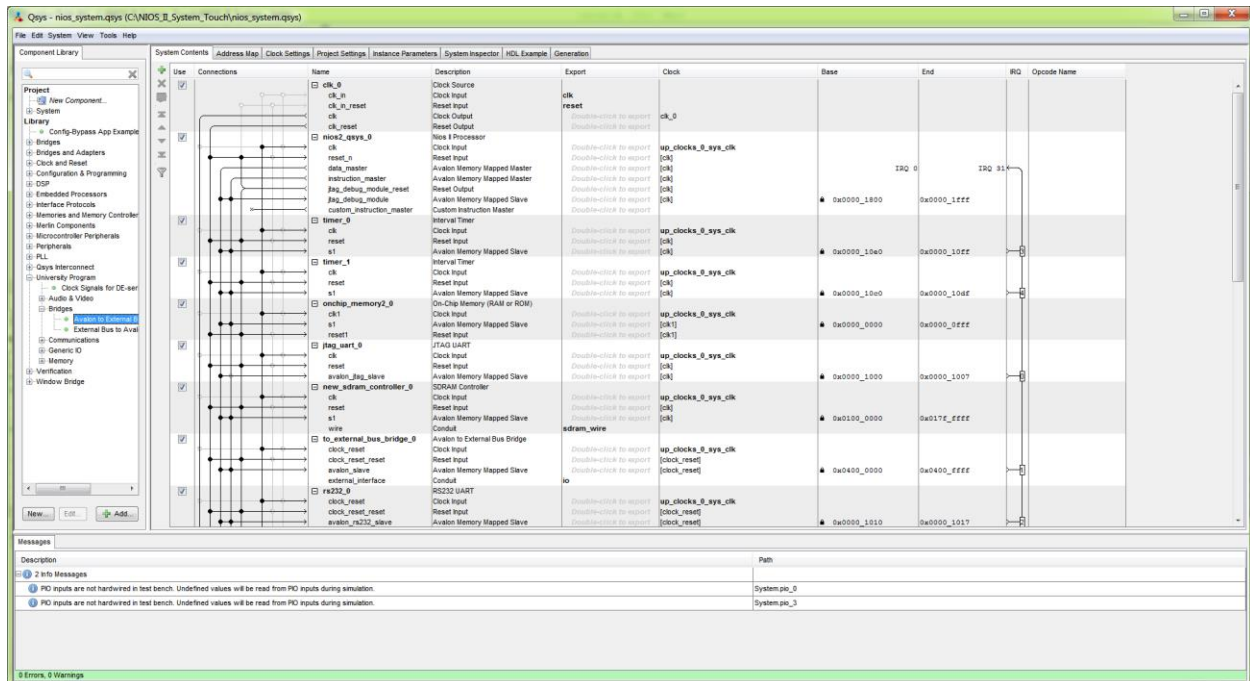 Qsys - nios_system.qsys (C:\NIOS_II_System_Touch\nios_system.qsys)
File Edit System View Tools Help
Component Library
Project
New Component...
System
Library
Config-Bypass App Example
Bridges
Bridges and Adapters
Clock and Reset
Configuration & Programming
DSP
Embedded Processors
Interface Protocols
Memories and Memory Controller
Merlin Components
Microcontroller Peripherals
Peripherals
PLL
Qsys Interconnect
University Program
Clock Signals for DE-ser
Audio & Video
Bridges
Avalon to External B
External Bus to Aval
Communications
Generic IO
Memory
Verification
Window Bridge
New... Edit... Add...
System Contents Address Map Clock Settings Project Settings Instance Parameters System Inspector HDL Example Generation
Use Connections Name Description Export Clock Base End IRQ Opcode Name
clk_0 Clock Source
clk_in Clock Input clk
clk_in_reset Reset Input reset
clk Clock Output Double-click to export clk_0
clk_reset Reset Output Double-click to export
nios2_qsys_0 Nios II Processor
clk Clock Input Double-click to export up_clocks_0_sys_clk
reset_n Reset Input Double-click to export [clk]
data_master Avalon Memory Mapped Master Double-click to export [clk] IRQ 0 IRQ 31
instruction_master Avalon Memory Mapped Master Double-click to export [clk]
jtag_debug_module_reset Reset Output Double-click to export [clk]
jtag_debug_module Avalon Memory Mapped Slave Double-click to export [clk] 0x0000_1800 0x0000_1fff
custom_instruction_master Custom Instruction Master Double-click to export
timer_0 Interval Timer
clk Clock Input Double-click to export up_clocks_0_sys_clk
reset Reset Input Double-click to export [clk]
s1 Avalon Memory Mapped Slave Double-click to export [clk] 0x0000_10e0 0x0000_10ff
timer_1 Interval Timer
clk Clock Input Double-click to export up_clocks_0_sys_clk
reset Reset Input Double-click to export [clk]
s1 Avalon Memory Mapped Slave Double-click to export [clk] 0x0000_10c0 0x0000_10df
onchip_memory2_0 On-Chip Memory (RAM or ROM)
clk1 Clock Input Double-click to export up_clocks_0_sys_clk
s1 Avalon Memory Mapped Slave Double-click to export [clk1] 0x0000_0000 0x0000_0fff
reset1 Reset Input Double-click to export [clk1]
jtag_uart_0 JTAG UART
clk Clock Input Double-click to export up_clocks_0_sys_clk
reset Reset Input Double-click to export [clk]
avalon_jtag_slave Avalon Memory Mapped Slave Double-click to export [clk] 0x0000_1000 0x0000_1007
new_sdram_controller_0 SDRAM Controller
clk Clock Input Double-click to export up_clocks_0_sys_clk
reset Reset Input Double-click to export [clk]
s1 Avalon Memory Mapped Slave Double-click to export [clk] 0x0100_0000 0x017f_ffff
wire Conduit sdram_wire
to_external_bus_bridge_0 Avalon to External Bus Bridge
clock_reset Clock Input Double-click to export up_clocks_0_sys_clk
clock_reset_reset Reset Input Double-click to export [clock_reset]
avalon_slave Avalon Memory Mapped Slave Double-click to export [clock_reset] 0x0400_0000 0x0400_ffff
external_interface Conduit io
rs232_0 RS232 UART
clock_reset Clock Input Double-click to export up_clocks_0_sys_clk
clock_reset_reset Reset Input Double-click to export [clock_reset]
avalon_rs232_slave Avalon Memory Mapped Slave Double-click to export [clock_reset] 0x0000_1010 0x0000_1017
Messages
Description Path
2 Info Messages
PIO inputs are not hardwired in test bench. Undefined values will be read from PIO inputs during simulation. System.pio_0
PIO inputs are not hardwired in test bench. Undefined values will be read from PIO inputs during simulation. System.pio_3
0 Errors, 0 Warnings